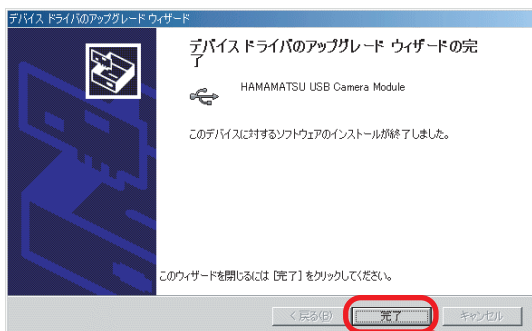 デバイス ドライバのアップグレード ウィザード
デバイス ドライバのアップグレード ウィザードの完
了
HAMAMATSU USB Camera Module
このデバイスに対するソフトウェアのインストールが終了しました。
このウィザードを閉じるには [完了] をクリックしてください。
< 戻る(B)
完了
キャンセル